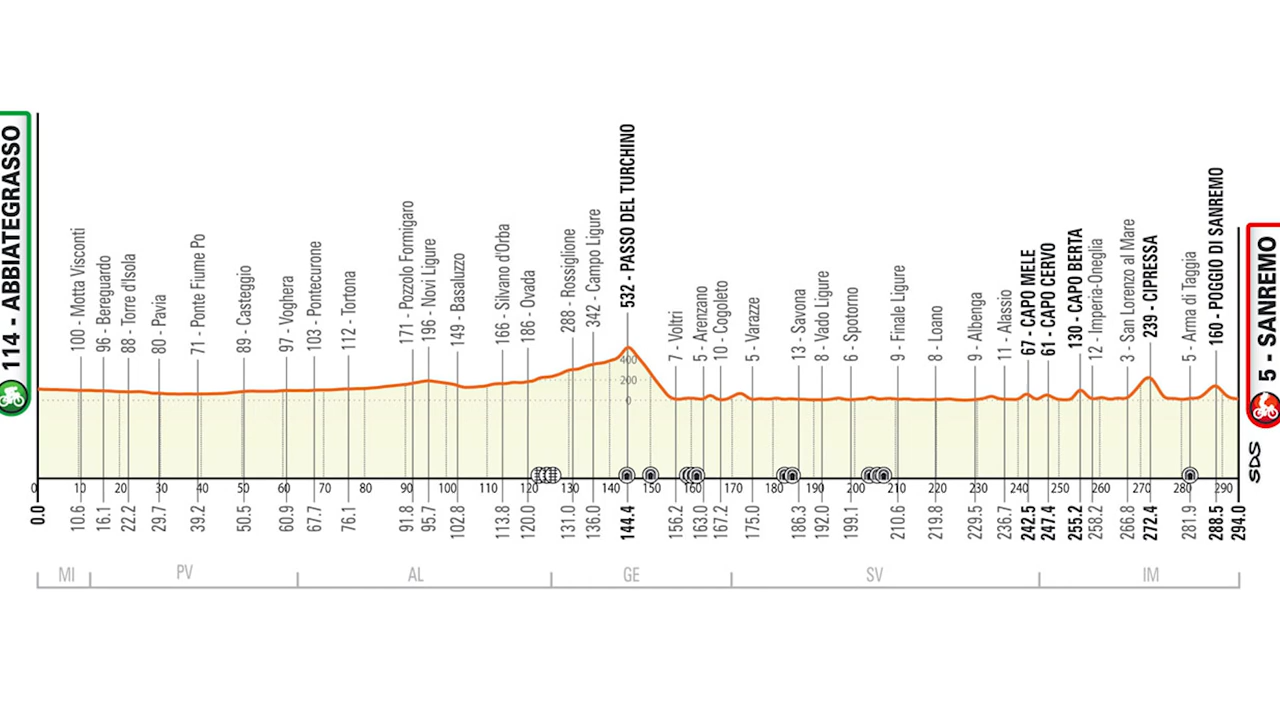 114 - ABBIATEGRASSO
100 - Motta Visconti
96 - Bereguardo
88 - Torre d'Isola
80 - Pavia
71 - Ponte Fiume Po
89 - Casteggio
97 - Voghera
103 - Pontecurone
112 - Tortona
171 - Pozzolo Formigaro
196 - Novi Ligure
149 - Basaluzzo
166 - Silvano d'Orba
186 - Ovada
288 - Rossiglione
342 - Campo Ligure
532 - PASSO DEL TURCHINO
7 - Voltri
5 - Arenzano
10 - Cogoleto
5 - Varazze
13 - Savona
8 - Vado Ligure
6 - Spotorno
9 - Finale Ligure
8 - Loano
9 - Albenga
11 - Alassio
67 - CAPO MELE
61 - CAPO CERVO
130 - CAPO BERTA
12 - Imperia-Oneglia
3 - San Lorenzo al Mare
239 - CIPRESSA
5 - Arma di Taggia
160 - POGGIO DI SANREMO
5 - SANREMO
400
200
0
SDS
0 10 20 30 40 50 60 70 80 90 100 110 120 130 140 150 160 170 180 190 200 210 220 230 240 250 260 270 280 290
0.0 10.6 16.1 22.2 29.7 39.2 50.5 60.9 67.7 76.1 91.8 95.7 102.8 113.8 120.0 131.0 136.0 144.4 156.2 163.0 167.2 175.0 186.3 192.0 199.1 210.6 219.8 229.5 236.7 242.5 247.4 255.2 258.2 266.8 272.4 281.9 288.5 294.0
MI PV AL GE SV IM